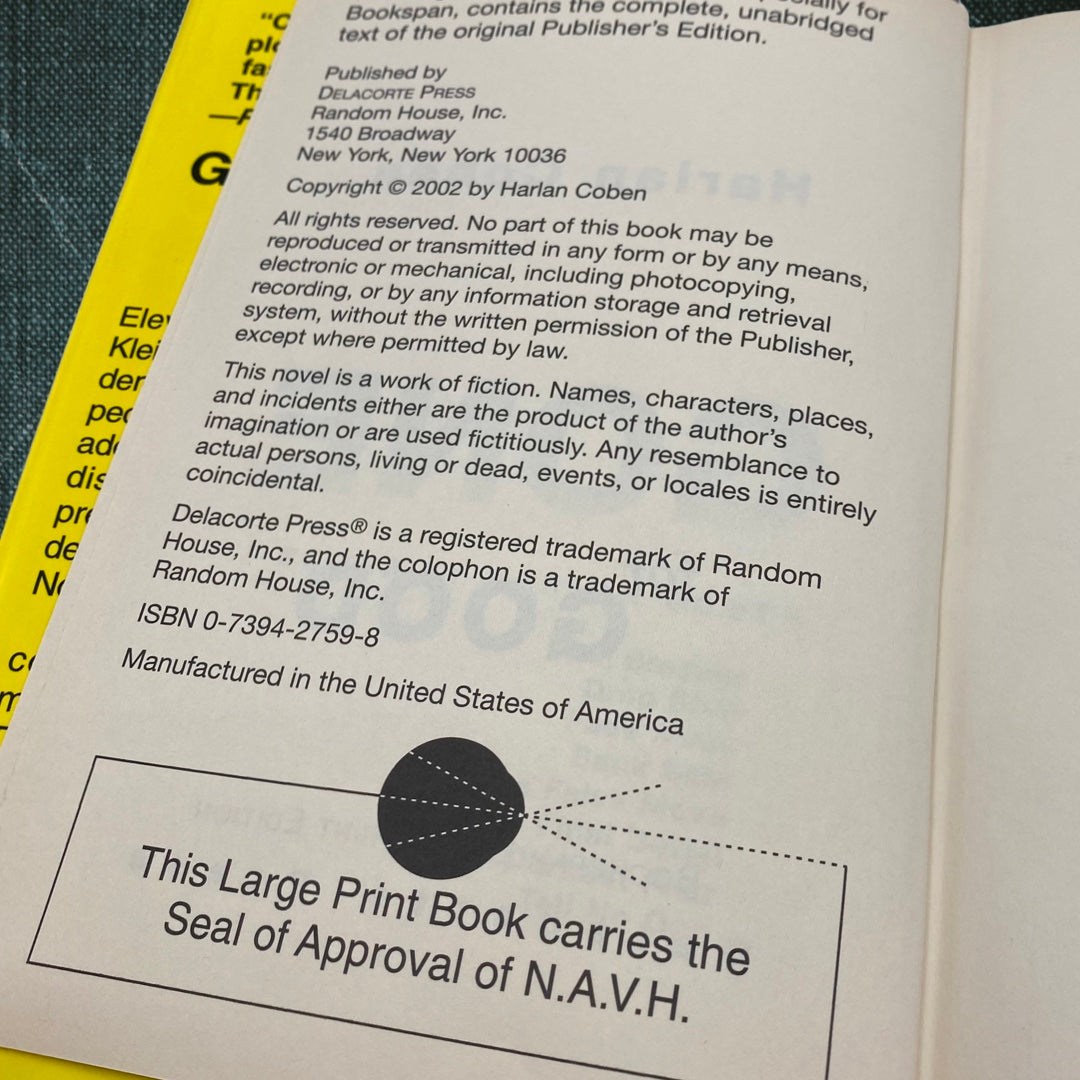 Bookspan, contains the complete, unabridged
text of the original Publisher's Edition.
Published by
DELACORTE PRESS
Random House, Inc.
1540 Broadway
New York, New York 10036
Copyright © 2002 by Harlan Coben
All rights reserved. No part of this book may be
reproduced or transmitted in any form or by any means,
electronic or mechanical, including photocopying,
recording, or by any information storage and retrieval
system, without the written permission of the Publisher,
except where permitted by law.
This novel is a work of fiction. Names, characters, places,
and incidents either are the product of the author's
imagination or are used fictitiously. Any resemblance to
actual persons, living or dead, events, or locales is entirely
coincidental.
Delacorte Press® is a registered trademark of Random
House, Inc., and the colophon is a trademark of
Random House, Inc.
ISBN 0-7394-2759-8
Manufactured in the United States of America
This Large Print Book carries the
Seal of Approval of N.A.V.H.